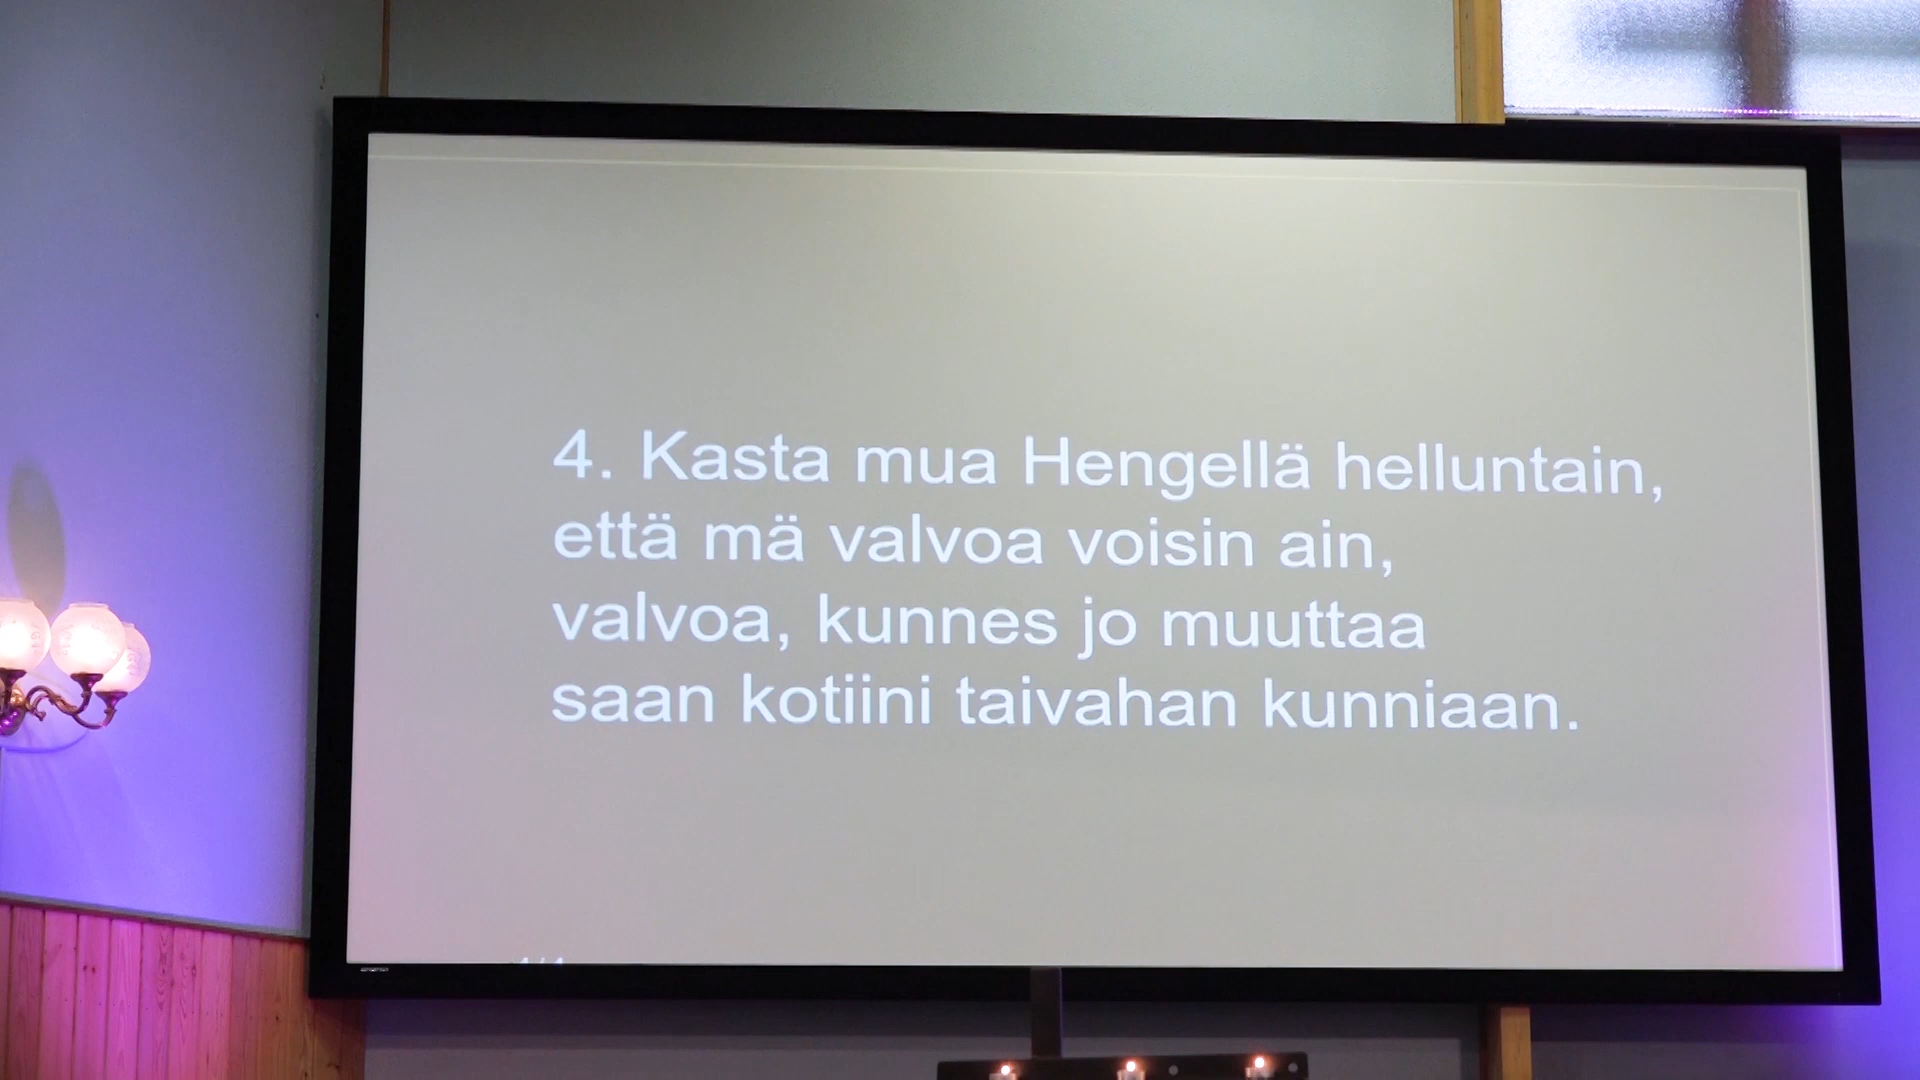 4. Kasta mua Hengellä helluntain,
että mä valvoa voisin ain,
valvoa, kunnes jo muuttaa
saan kotiini taivahan kunniaan.